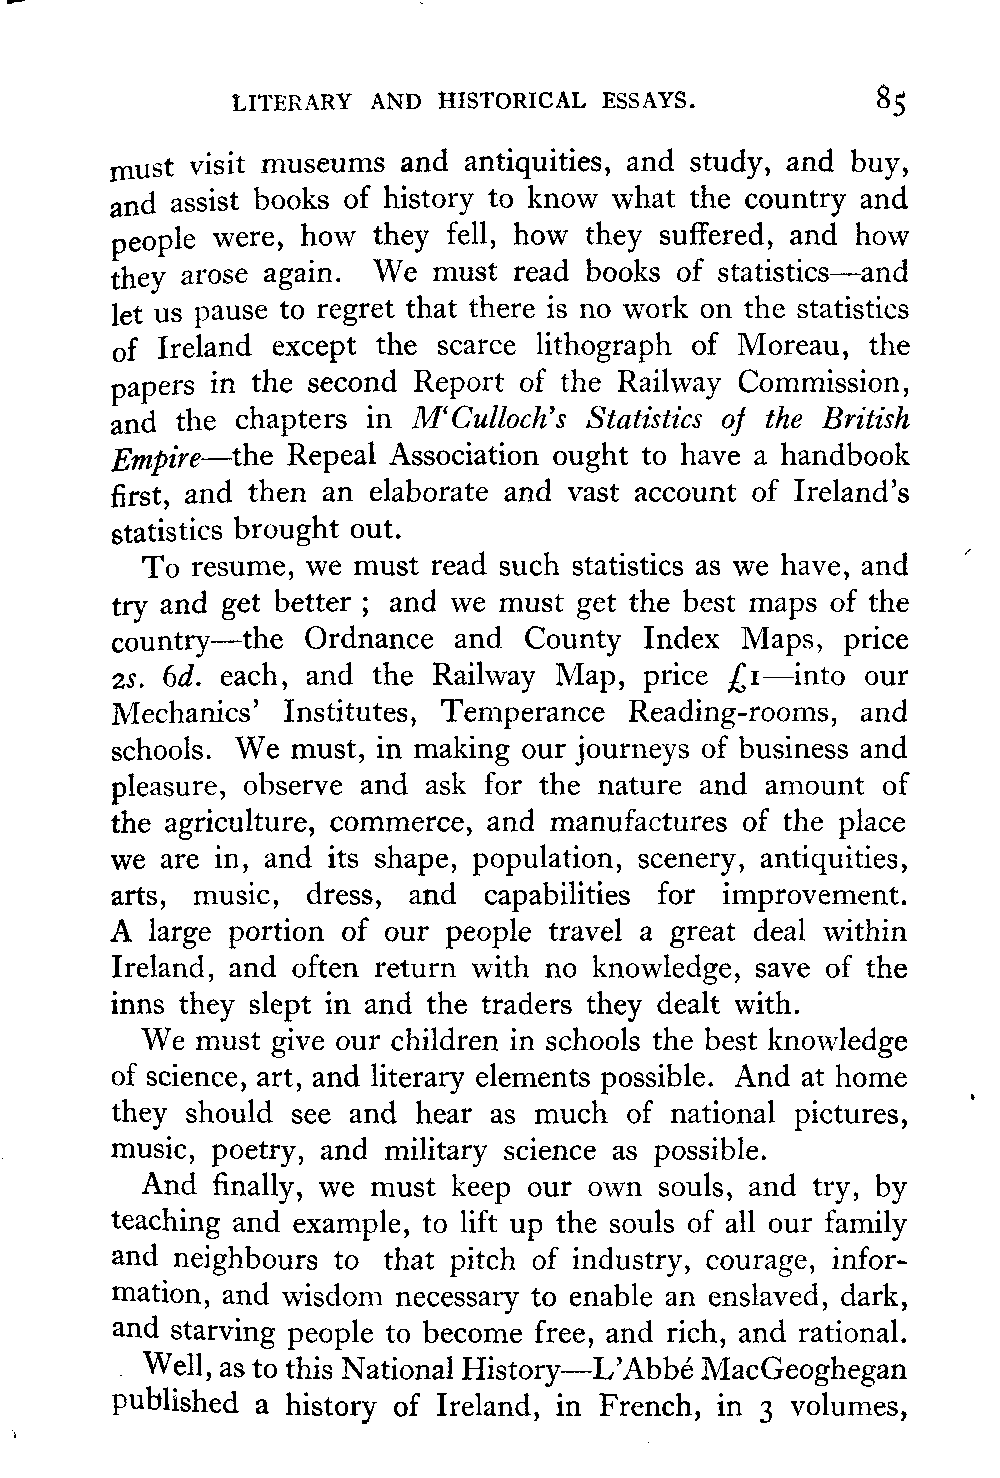 LITERARY AND HISTORICAL ESSAYS. 85
must visit museums and antiquities, and study, and buy,
and assist books of history to know what the country and
people were, how they fell, how they suffered, and how
they arose again. We must read books of statistics—and
let us pause to regret that there is no work on the statistics
of Ireland except the scarce lithograph of Moreau, the
papers in the second Report of the Railway Commission,
and the chapters in M‘Culloch’s Statistics of the British
Empire—the Repeal Association ought to have a handbook
first, and then an elaborate and vast account of Ireland’s
statistics brought out.
To resume, we must read such statistics as we have, and
try and get better ; and we must get the best maps of the
country—the Ordnance and County Index Maps, price
2s. 6d. each, and the Railway Map, price £1—into our
Mechanics’ Institutes, Temperance Reading-rooms, and
schools. We must, in making our journeys of business and
pleasure, observe and ask for the nature and amount of
the agriculture, commerce, and manufactures of the place
we are in, and its shape, population, scenery, antiquities,
arts, music, dress, and capabilities for improvement.
A large portion of our people travel a great deal within
Ireland, and often return with no knowledge, save of the
inns they slept in and the traders they dealt with.
We must give our children in schools the best knowledge
of science, art, and literary elements possible. And at home
they should see and hear as much of national pictures,
music, poetry, and military science as possible.
And finally, we must keep our own souls, and try, by
teaching and example, to lift up the souls of all our family
and neighbours to that pitch of industry, courage, infor-
mation, and wisdom necessary to enable an enslaved, dark,
and starving people to become free, and rich, and rational.
Well, as to this National History—L’Abbé MacGeoghegan
published a history of Ireland, in French, in 3 volumes,